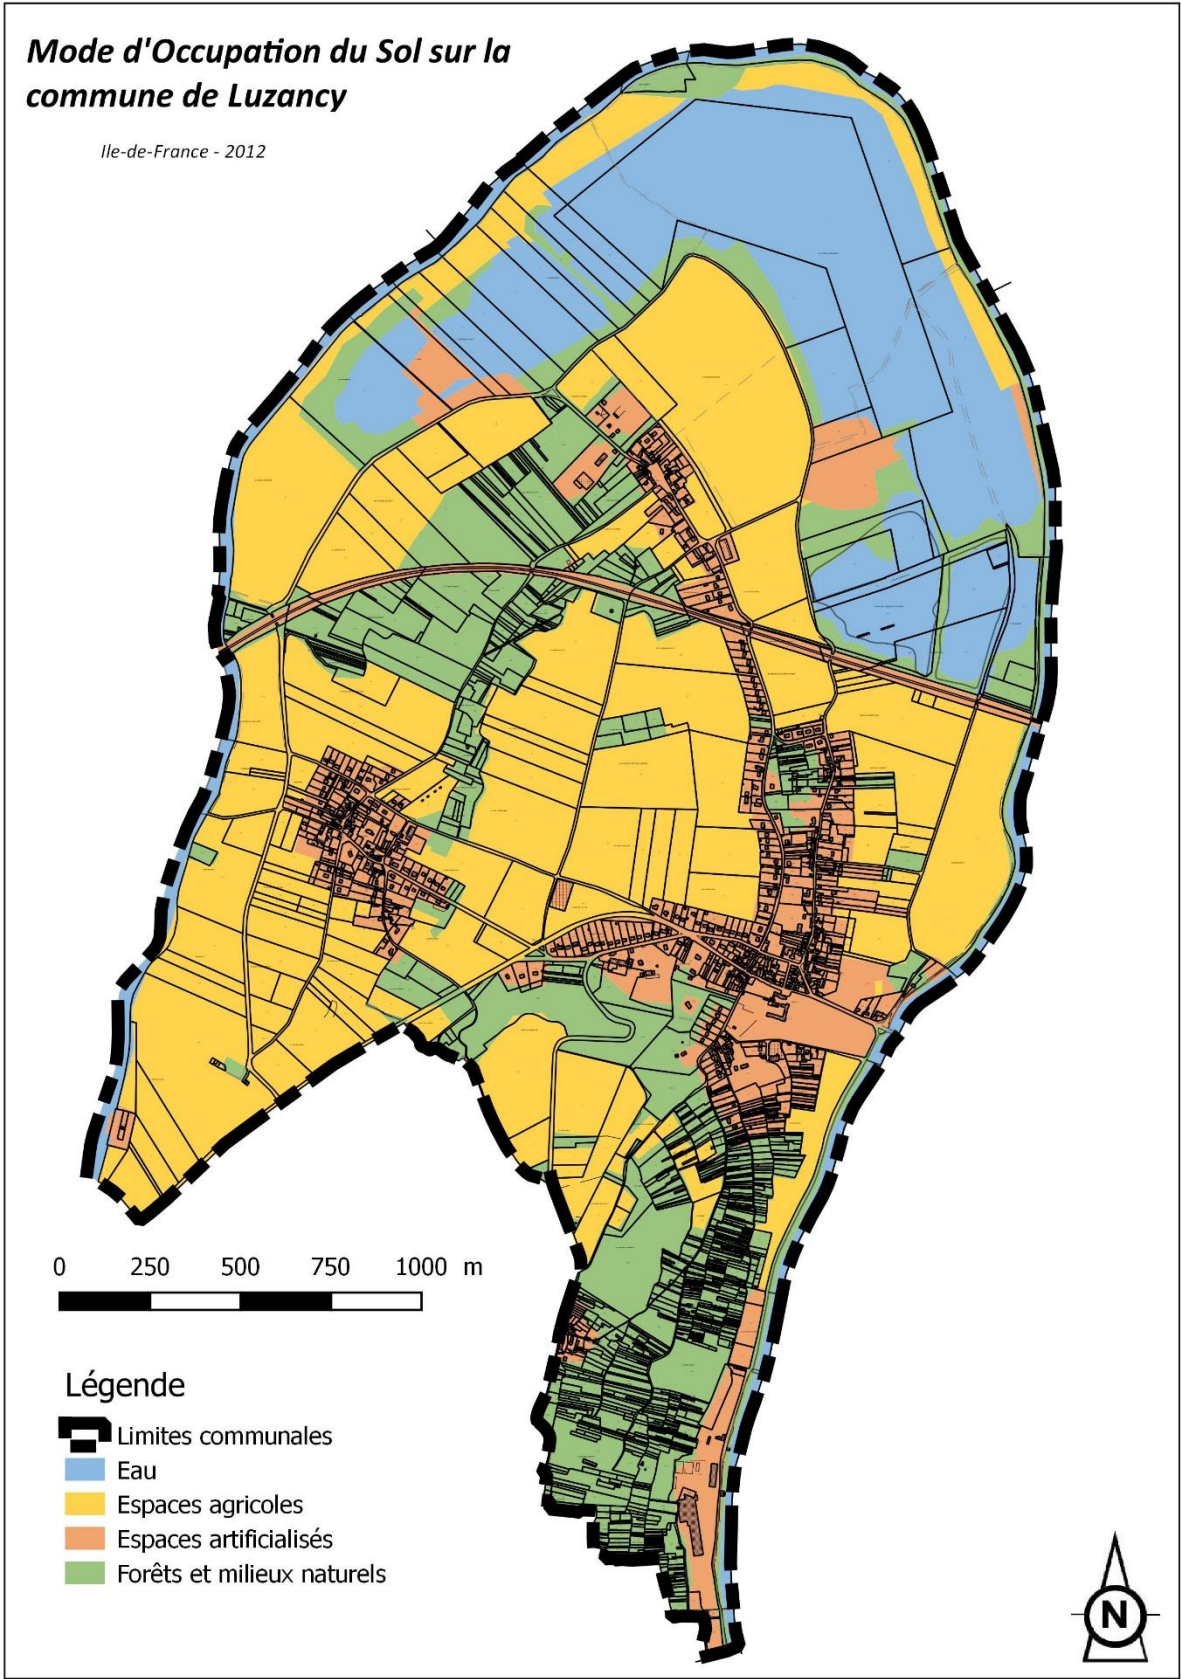 Mode d'Occupation du Sol sur la
commune de Luzancy
Ile-de-France - 2012
0 250 500 750 1000 m
Légende
Limites communales
Eau
Espaces agricoles
Espaces artificialisés
Forêts et milieux naturels
N